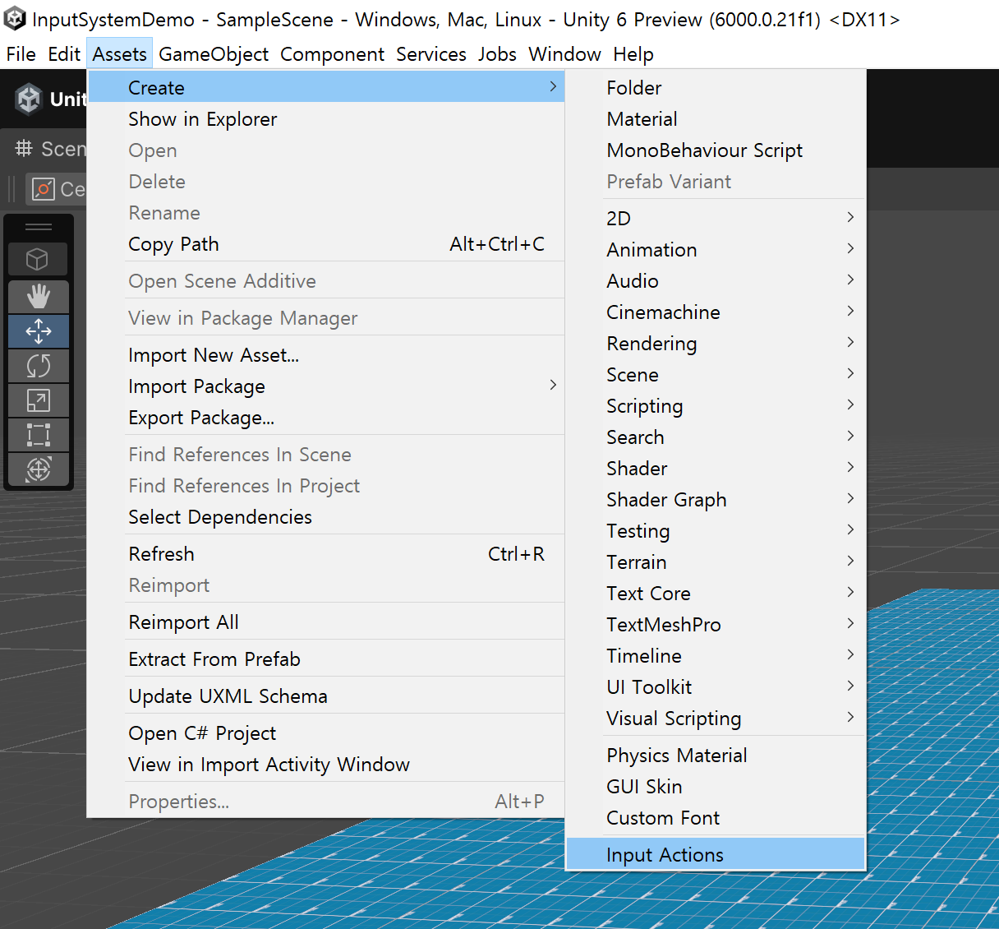 InputSystemDemo - SampleScene - Windows, Mac, Linux - Unity 6 Preview (6000.0.21f1) <DX11>
File Edit Assets GameObject Component Services Jobs Window Help
Unit
Scen
Ce
Create
Show in Explorer
Open
Delete
Rename
Copy Path Alt+Ctrl+C
Open Scene Additive
View in Package Manager
Import New Asset...
Import Package
Export Package...
Find References In Scene
Find References In Project
Select Dependencies
Refresh Ctrl+R
Reimport
Reimport All
Extract From Prefab
Update UXML Schema
Open C# Project
View in Import Activity Window
Properties... Alt+P
Folder
Material
MonoBehaviour Script
Prefab Variant
2D
Animation
Audio
Cinemachine
Rendering
Scene
Scripting
Search
Shader
Shader Graph
Testing
Terrain
Text Core
TextMeshPro
Timeline
UI Toolkit
Visual Scripting
Physics Material
GUI Skin
Custom Font
Input Actions